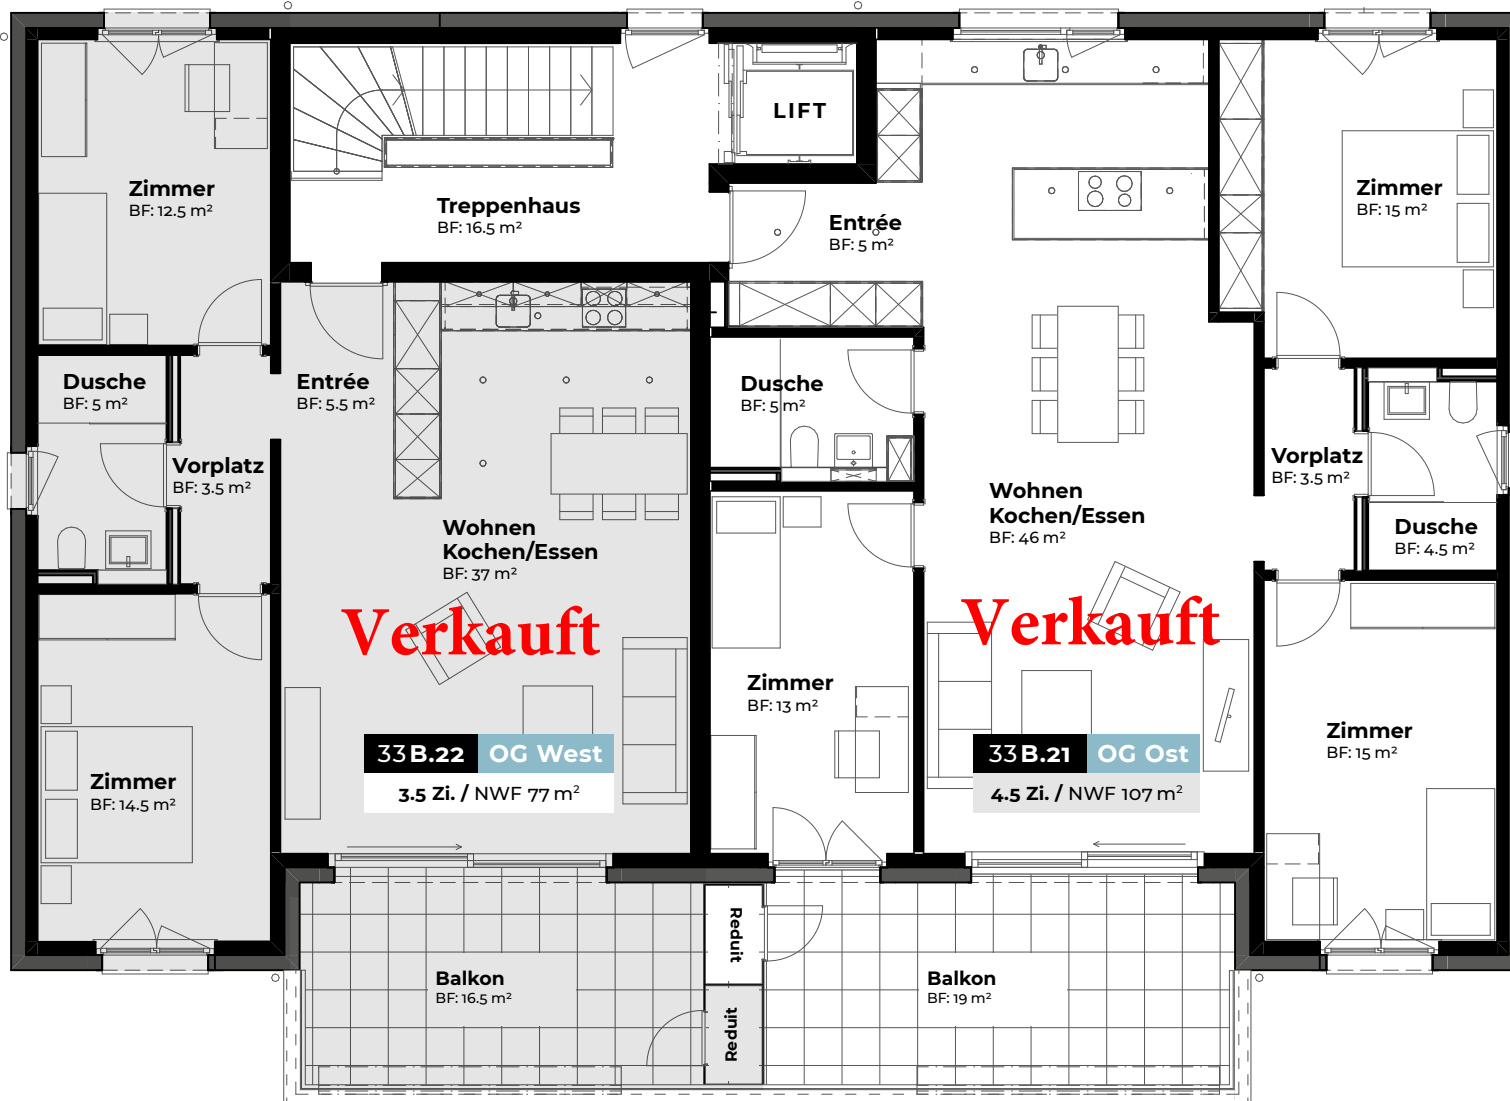 LIFT
Zimmer
BF: 12.5 m²
Treppenhaus
BF: 16.5 m²
Entrée
BF: 5 m²
Zimmer
BF: 15 m²
Dusche
BF: 5 m²
Entrée
BF: 5.5 m²
Dusche
BF: 5 m²
Vorplatz
BF: 3.5 m²
Vorplatz
BF: 3.5 m²
Wohnen
Kochen/Essen
BF: 37 m²
Wohnen
Kochen/Essen
BF: 46 m²
Dusche
BF: 4.5 m²
Verkauft
Verkauft
Zimmer
BF: 13 m²
Zimmer
BF: 15 m²
Zimmer
BF: 14.5 m²
33 B.22 OG West
3.5 Zi. / NWF 77 m²
33 B.21 OG Ost
4.5 Zi. / NWF 107 m²
Reduit
Balkon
BF: 16.5 m²
Reduit
Balkon
BF: 19 m²